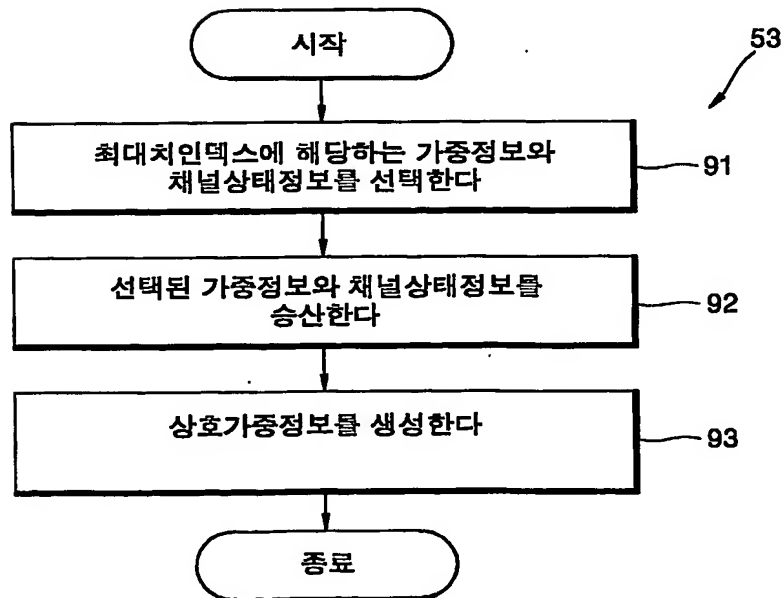 시작
53
최대치인덱스에 해당하는 가중정보와
채널상태정보를 선택한다
91
선택된 가중정보와 채널상태정보를
승산한다
92
상호가중정보를 생성한다
93
종료